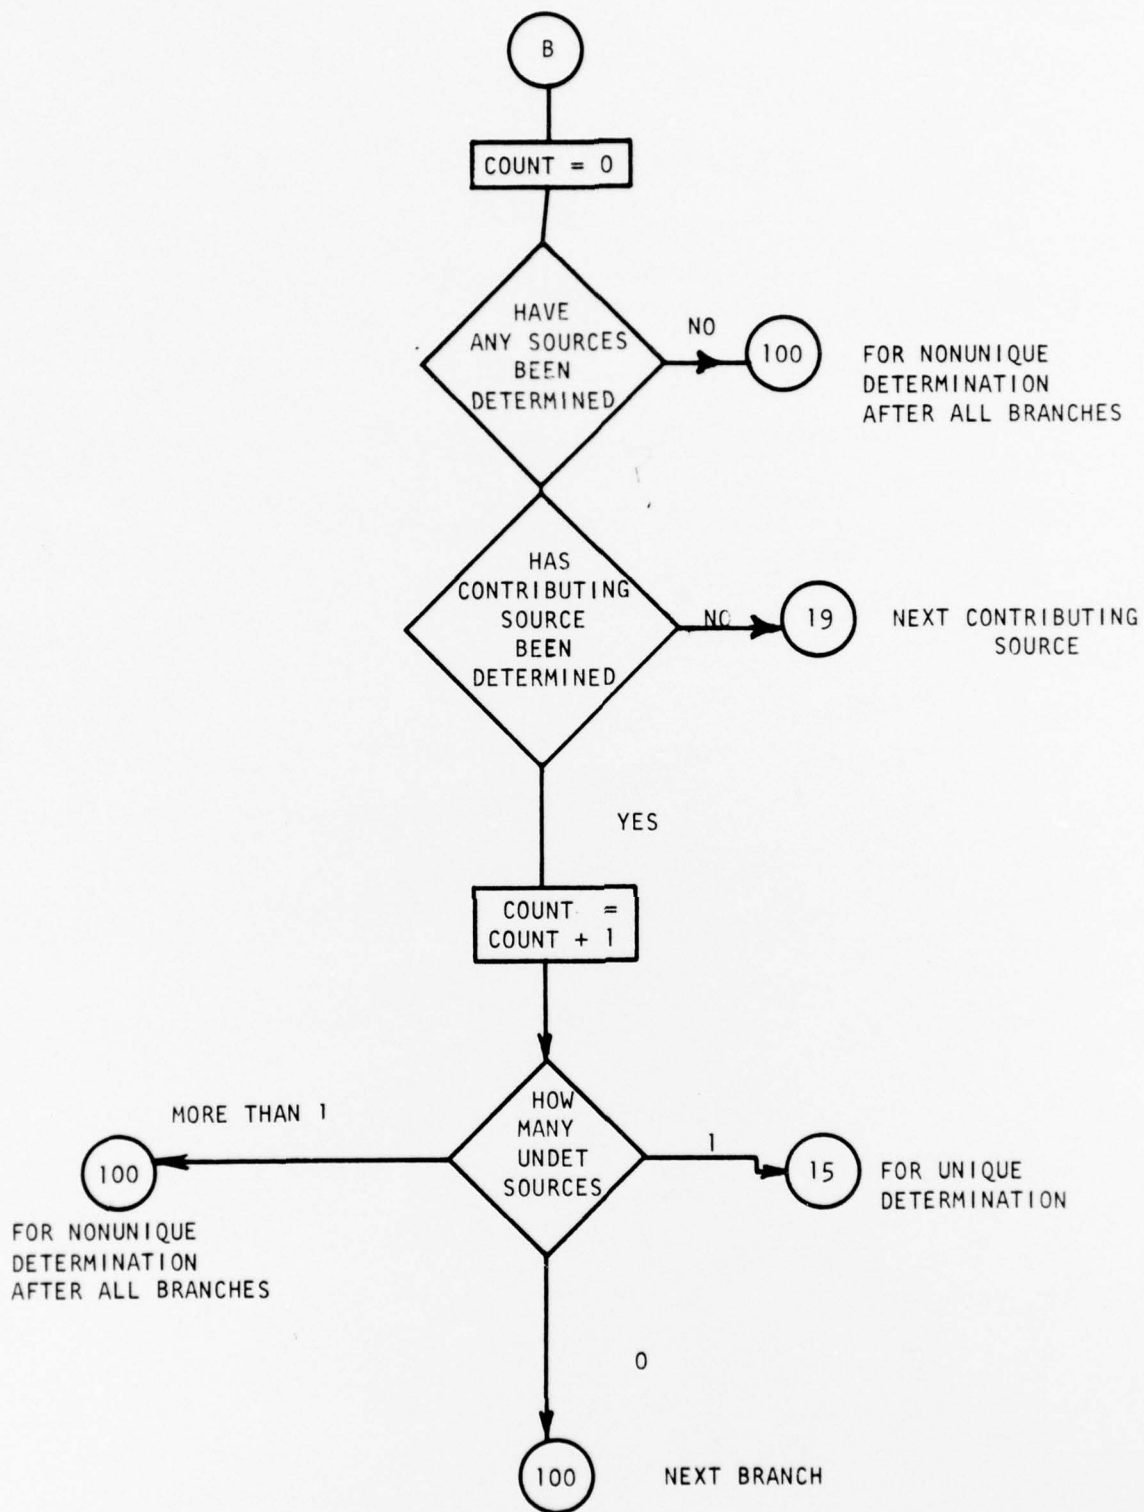 B
COUNT = 0
HAVE
ANY SOURCES
BEEN
DETERMINED
NO
100
FOR NONUNIQUE
DETERMINATION
AFTER ALL BRANCHES
HAS
CONTRIBUTING
SOURCE
BEEN
DETERMINED
NO
19
NEXT CONTRIBUTING
SOURCE
YES
COUNT =
COUNT + 1
HOW
MANY
UNDET
SOURCES
MORE THAN 1
100
FOR NONUNIQUE
DETERMINATION
AFTER ALL BRANCHES
1
15
FOR UNIQUE
DETERMINATION
0
100
NEXT BRANCH